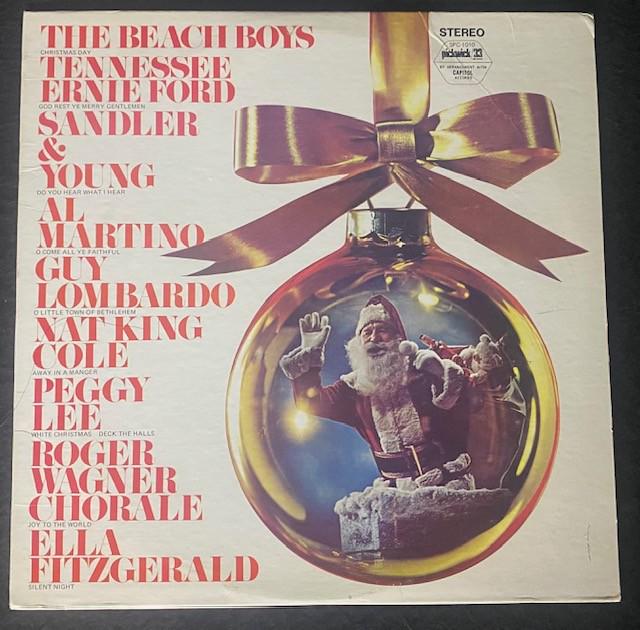 THE BEACH BOYS
CHRISTMAS DAY
TENNESSEE
ERNIE FORD
GOD REST YE MERRY GENTLEMEN
SANDLER
&
YOUNG
DO YOU HEAR WHAT I HEAR
AL
MARTINO
O COME ALL YE FAITHFUL
GUY
LOMBARDO
O LITTLE TOWN OF BETHLEHEM
NAT KING
COLE
AWAY IN A MANGER
PEGGY
LEE
WHITE CHRISTMAS DECK THE HALLS
ROGER
WAGNER
CHORALE
JOY TO THE WORLD
ELLA
FITZGERALD
SILENT NIGHT
STEREO
SPC-1010
pickwick/33
BY ARRANGEMENT WITH
CAPITOL
RECORDS